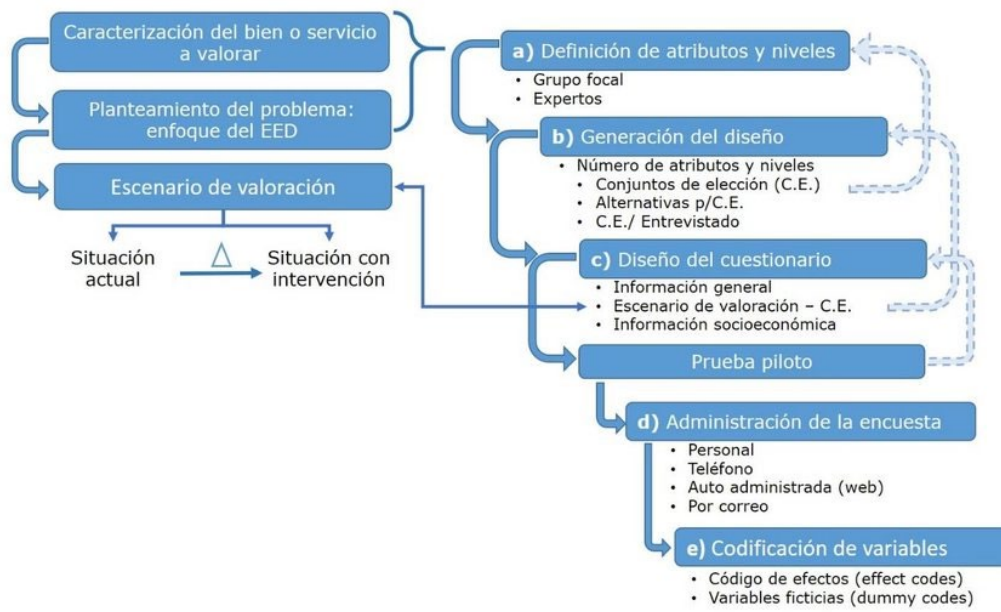 Caracterización del bien o servicio
a valorar
Planteamiento del problema:
enfoque del EED
Escenario de valoración
Situación
actual
Δ
Situación con
intervención
a) Definición de atributos y niveles
• Grupo focal
• Expertos
b) Generación del diseño
• Número de atributos y niveles
• Conjuntos de elección (C.E.)
• Alternativas p/C.E.
• C.E./ Entrevistado
c) Diseño del cuestionario
• Información general
• Escenario de valoración – C.E.
• Información socioeconómica
Prueba piloto
d) Administración de la encuesta
• Personal
• Teléfono
• Auto administrada (web)
• Por correo
e) Codificación de variables
• Código de efectos (effect codes)
• Variables ficticias (dummy codes)